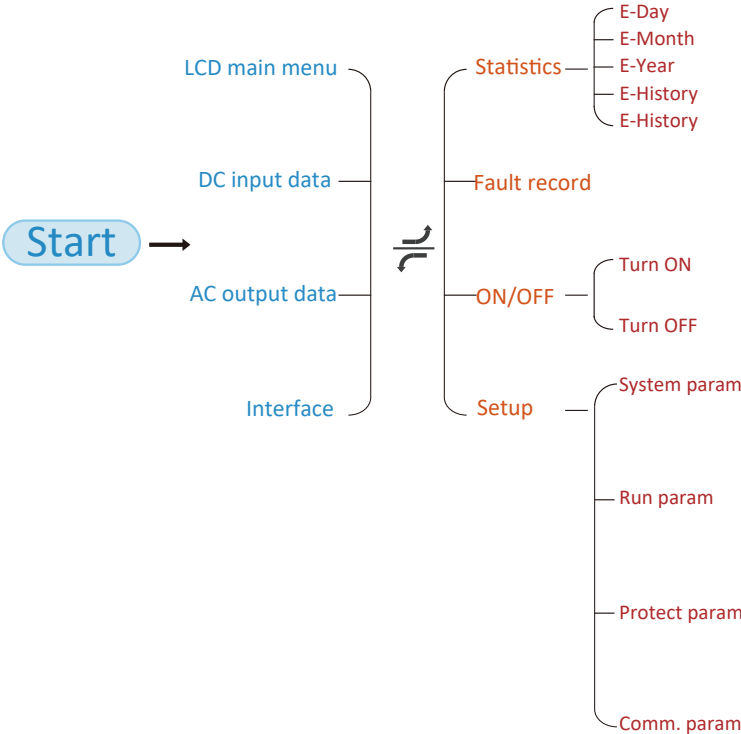 Start
LCD main menu
DC input data
AC output data
Interface
Statistics
Fault record
ON/OFF
Setup
E-Day
E-Month
E-Year
E-History
E-History
Turn ON
Turn OFF
System param
Run param
Protect param
Comm. param